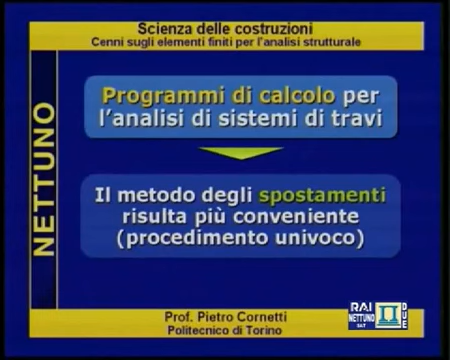 Scienza delle costruzioni
Cenni sugli elementi finiti per l'analisi strutturale
NETTUNO
Programmi di calcolo per
l'analisi di sistemi di travi
Il metodo degli spostamenti
risulta più conveniente
(procedimento univoco)
Prof. Pietro Cornetti
Politecnico di Torino
RAI
NETTUNO
SAT
II
DUE